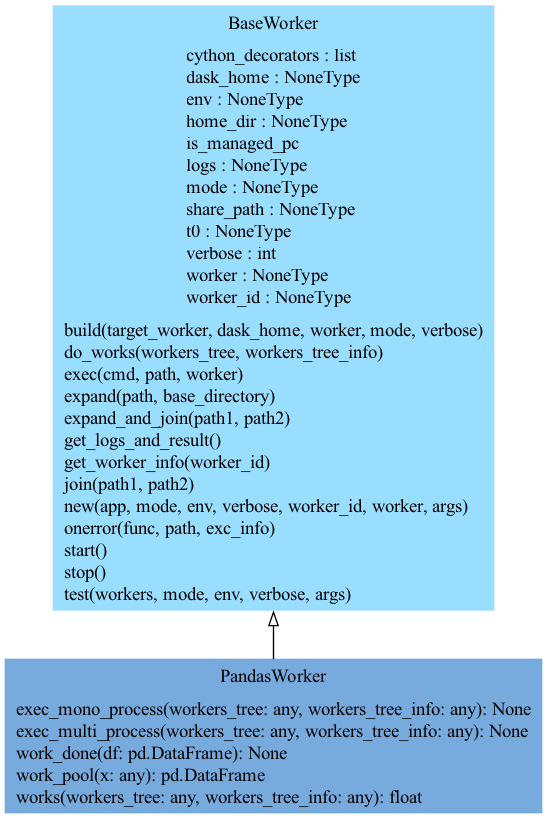 BaseWorker
cython_decorators : list
dask_home : NoneType
env : NoneType
home_dir : NoneType
is_managed_pc
logs : NoneType
mode : NoneType
share_path : NoneType
t0 : NoneType
verbose : int
worker : NoneType
worker_id : NoneType
build(target_worker, dask_home, worker, mode, verbose)
do_works(workers_tree, workers_tree_info)
exec(cmd, path, worker)
expand(path, base_directory)
expand_and_join(path1, path2)
get_logs_and_result()
get_worker_info(worker_id)
join(path1, path2)
new(app, mode, env, verbose, worker_id, worker, args)
onerror(func, path, exc_info)
start()
stop()
test(workers, mode, env, verbose, args)
PandasWorker
exec_mono_process(workers_tree: any, workers_tree_info: any): None
exec_multi_process(workers_tree: any, workers_tree_info: any): None
work_done(df: pd.DataFrame): None
work_pool(x: any): pd.DataFrame
works(workers_tree: any, workers_tree_info: any): float